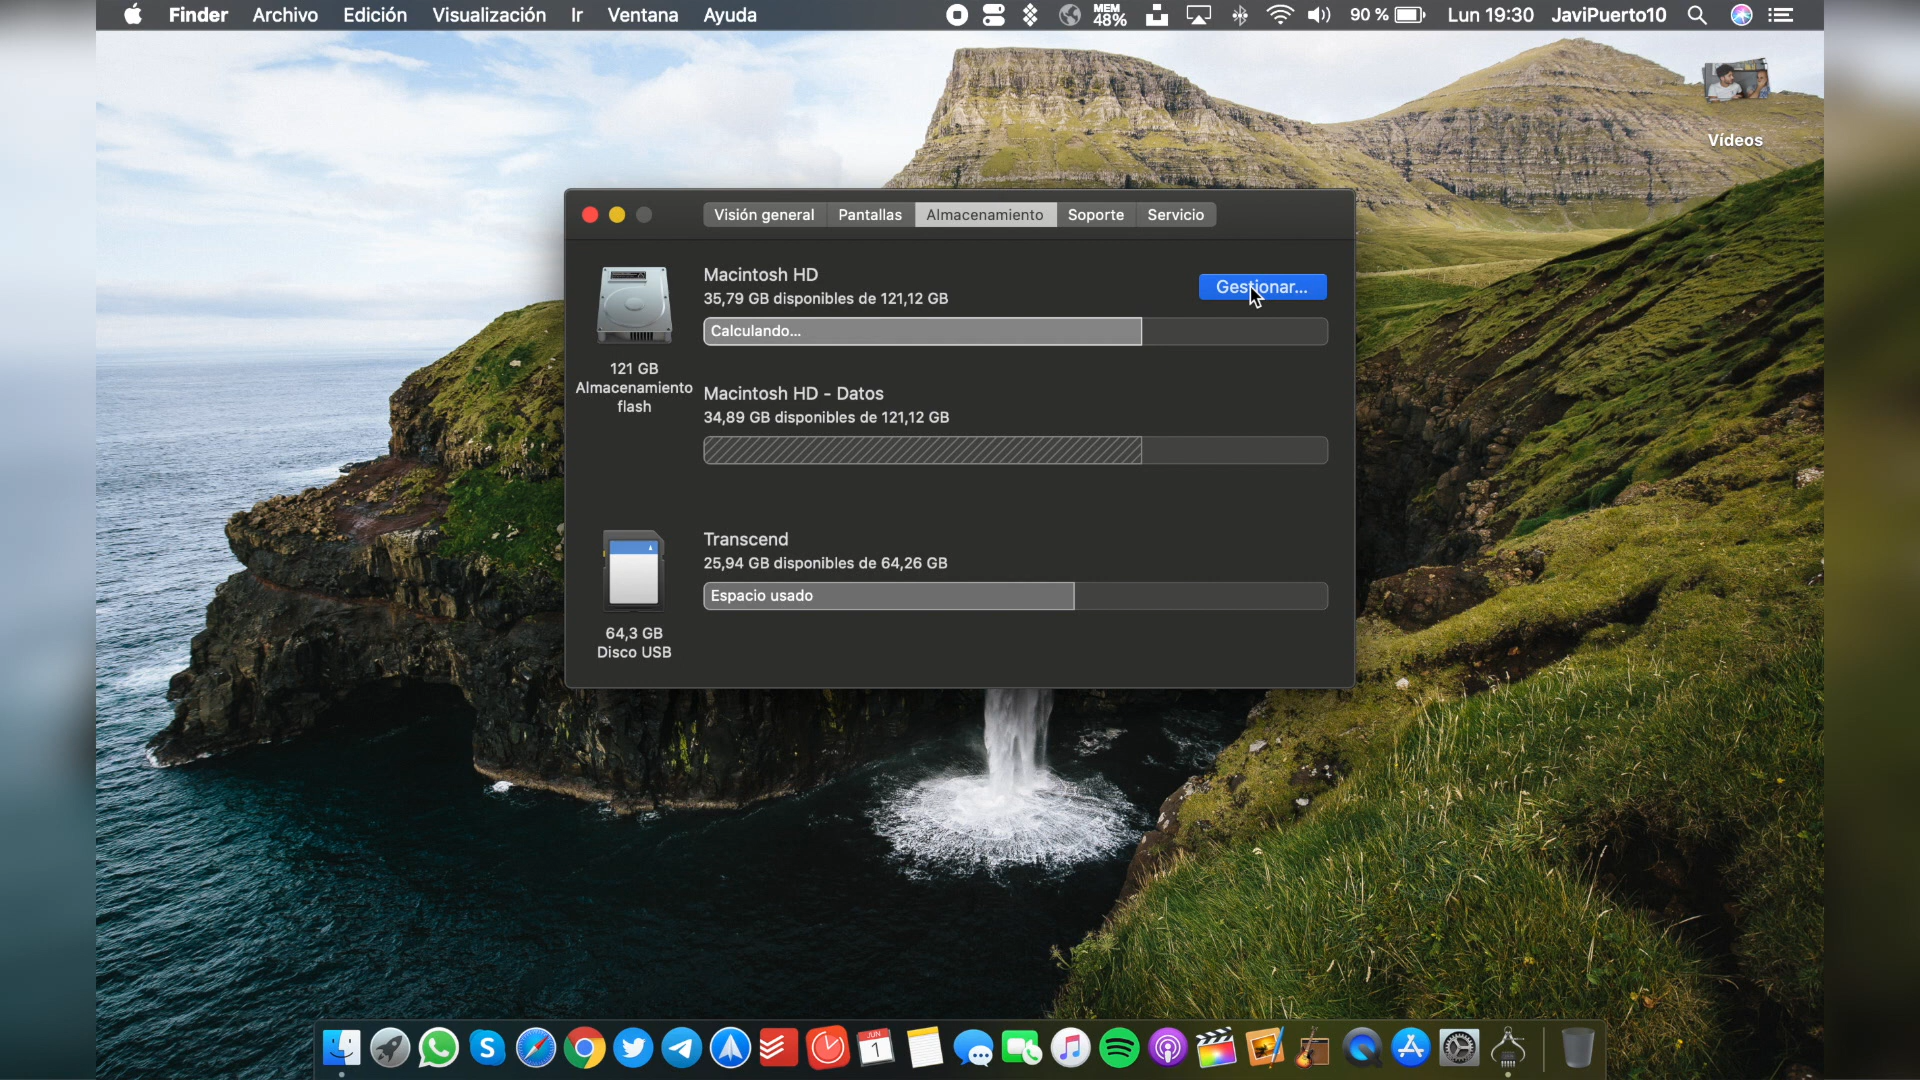 Finder Archivo Edición Visualización Ir Ventana Ayuda MEM 48% 90 % Lun 19:30 JaviPuerto10
Vídeos
Visión general Pantallas Almacenamiento Soporte Servicio
Macintosh HD
35,79 GB disponibles de 121,12 GB
Gestionar...
Calculando...
121 GB
Almacenamiento
flash
Macintosh HD - Datos
34,89 GB disponibles de 121,12 GB
Transcend
25,94 GB disponibles de 64,26 GB
Espacio usado
64,3 GB
Disco USB
JUN
1